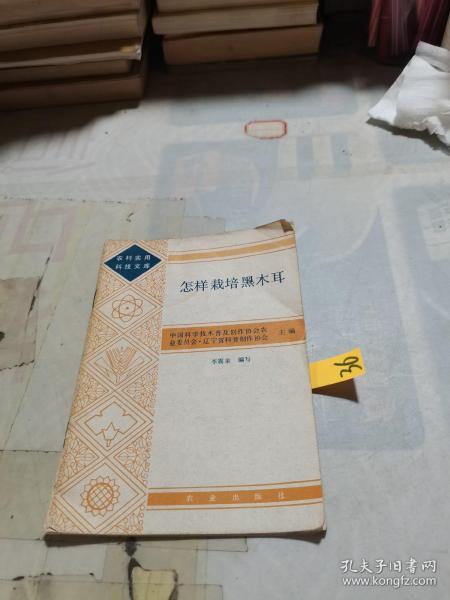 农村实用
科技文库
怎样栽培黑木耳
中国科学技术普及创作协会农
业委员会·辽宁省科普创作协会
主编
编写
农业出版社
36
孔夫子旧书网
www.kongfz.com